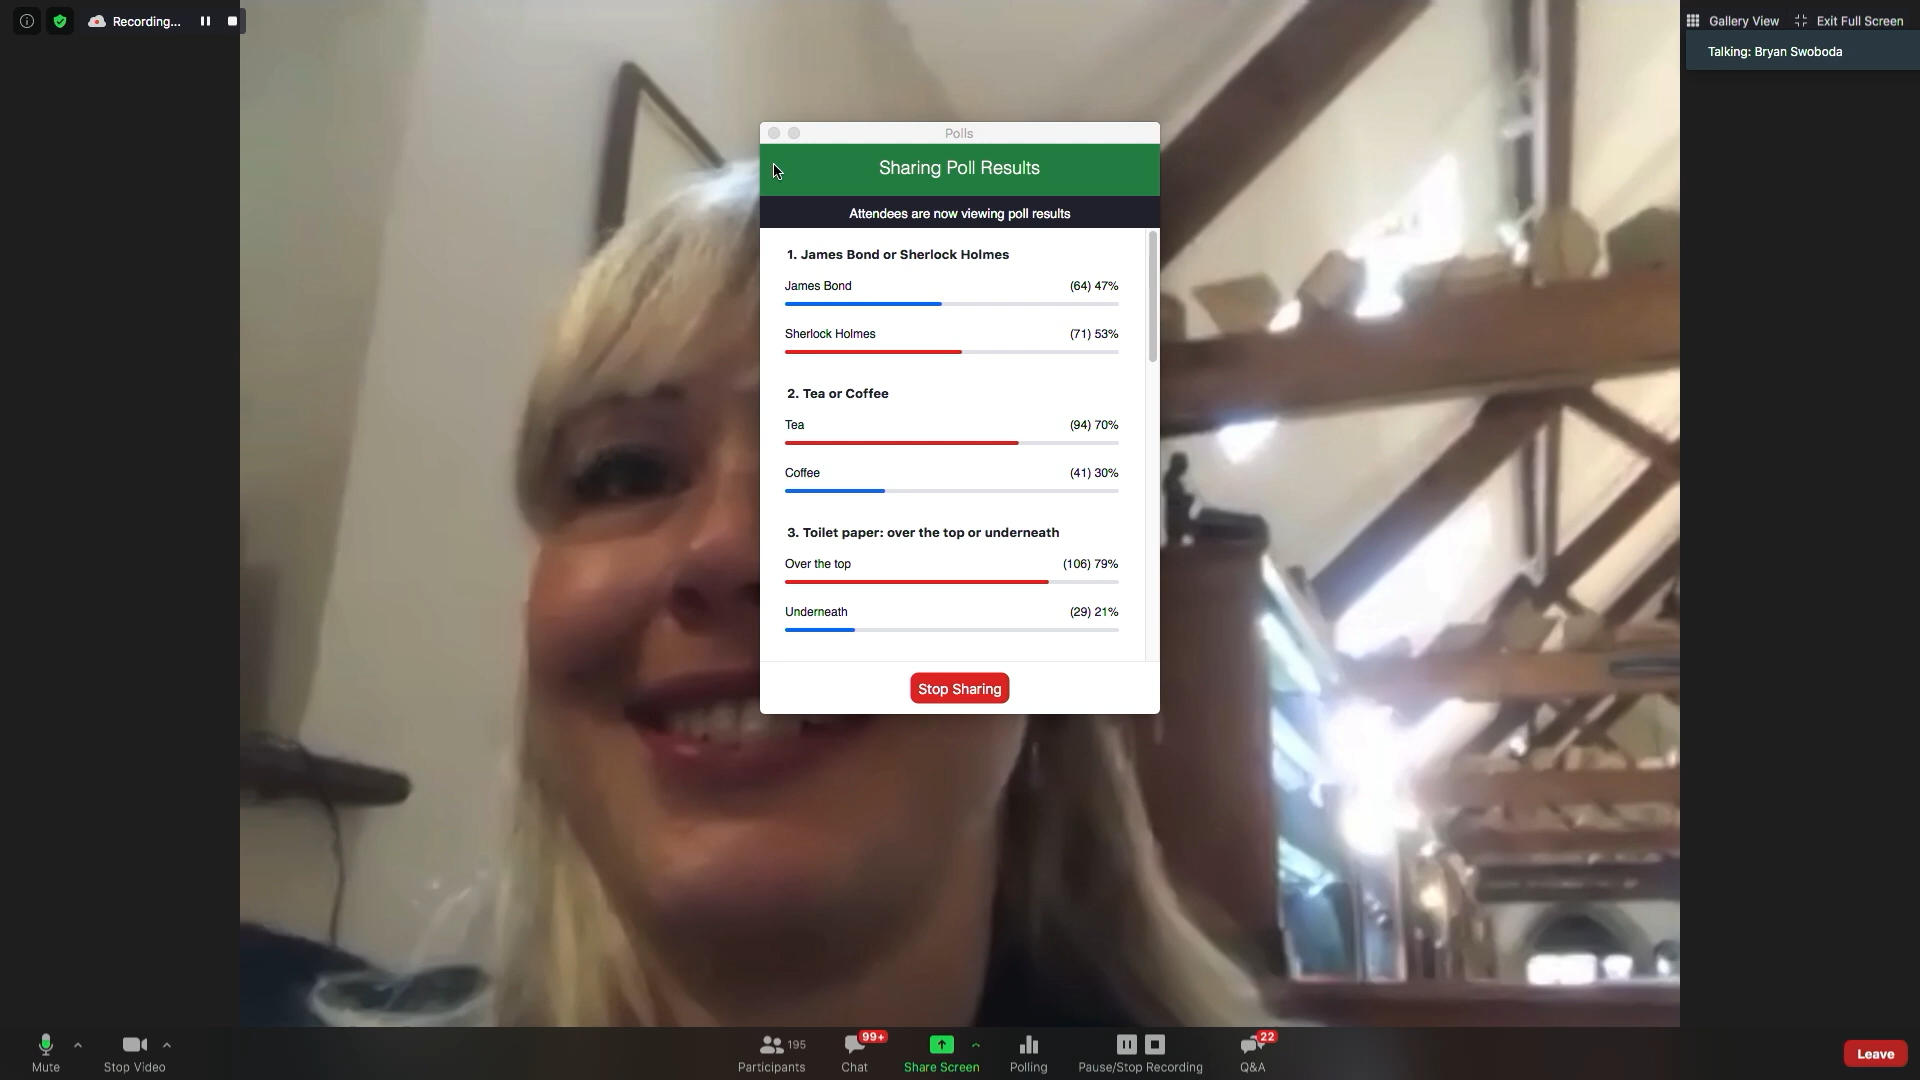 Recording...
Gallery View
Exit Full Screen
Talking: Bryan Swoboda
Polls
Sharing Poll Results
Attendees are now viewing poll results
1. James Bond or Sherlock Holmes
James Bond (64) 47%
Sherlock Holmes (71) 53%
2. Tea or Coffee
Tea (94) 70%
Coffee (41) 30%
3. Toilet paper: over the top or underneath
Over the top (106) 79%
Underneath (29) 21%
Stop Sharing
Mute
Stop Video
195
Participants
99+
Chat
Share Screen
Polling
Pause/Stop Recording
22
Q&A
Leave